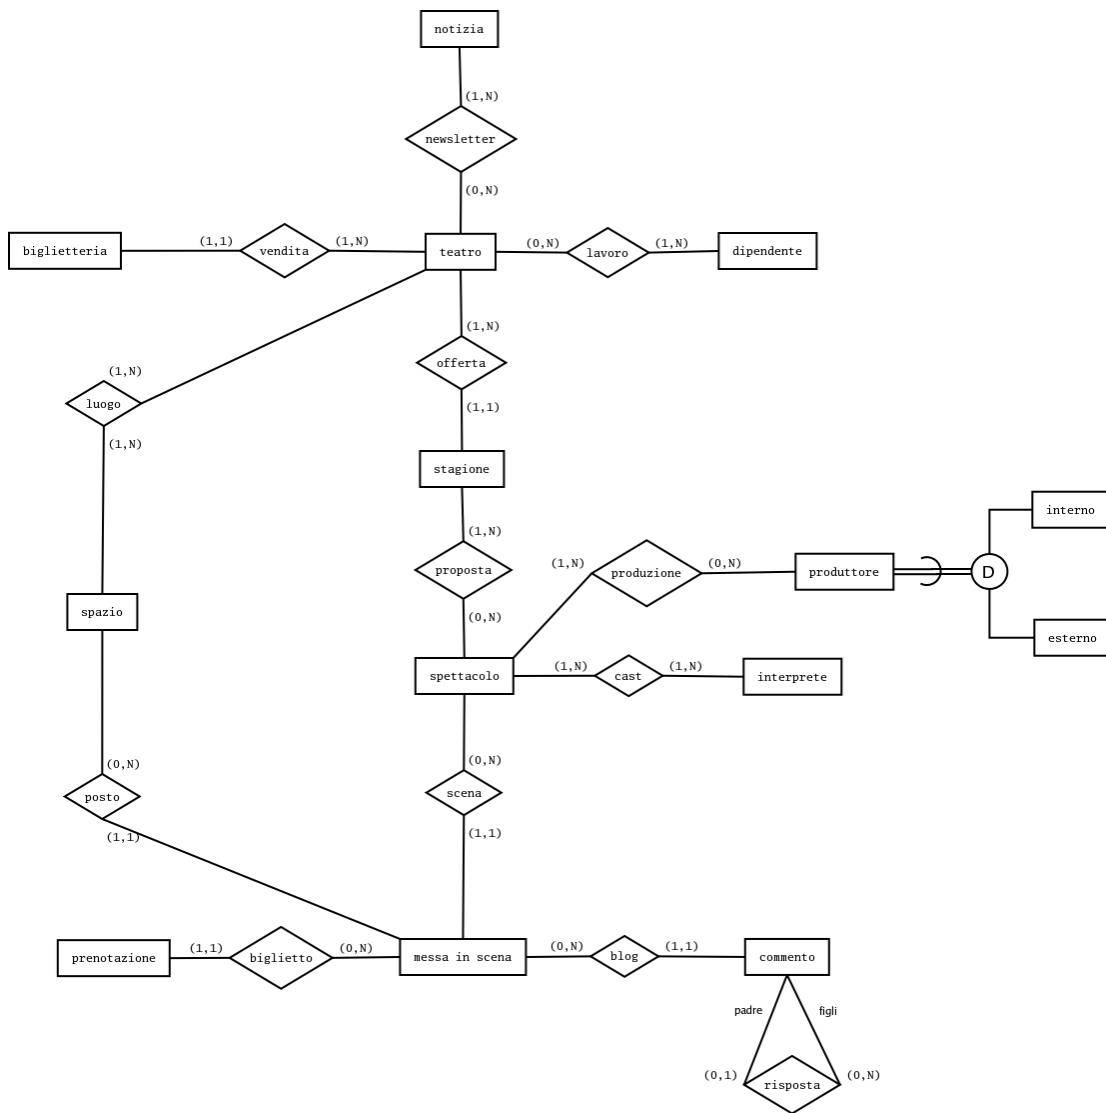 notizia
(1,N)
newsletter
(0,N)
biglietteria
(1,1)
vendita
(1,N)
teatro
(0,N)
lavoro
(1,N)
dipendente
(1,N)
offerta
(1,1)
(1,N)
luogo
(1,N)
stagione
(1,N)
proposta
(0,N)
(1,N)
produzione
(0,N)
produttore
D
interno
esterno
spazio
spettacolo
(1,N)
cast
(1,N)
interprete
(0,N)
posto
(1,1)
(0,N)
scena
(1,1)
prenotazione
(1,1)
biglietto
(0,N)
messa in scena
(0,N)
blog
(1,1)
commento
padre
figli
(0,1)
risposta
(0,N)